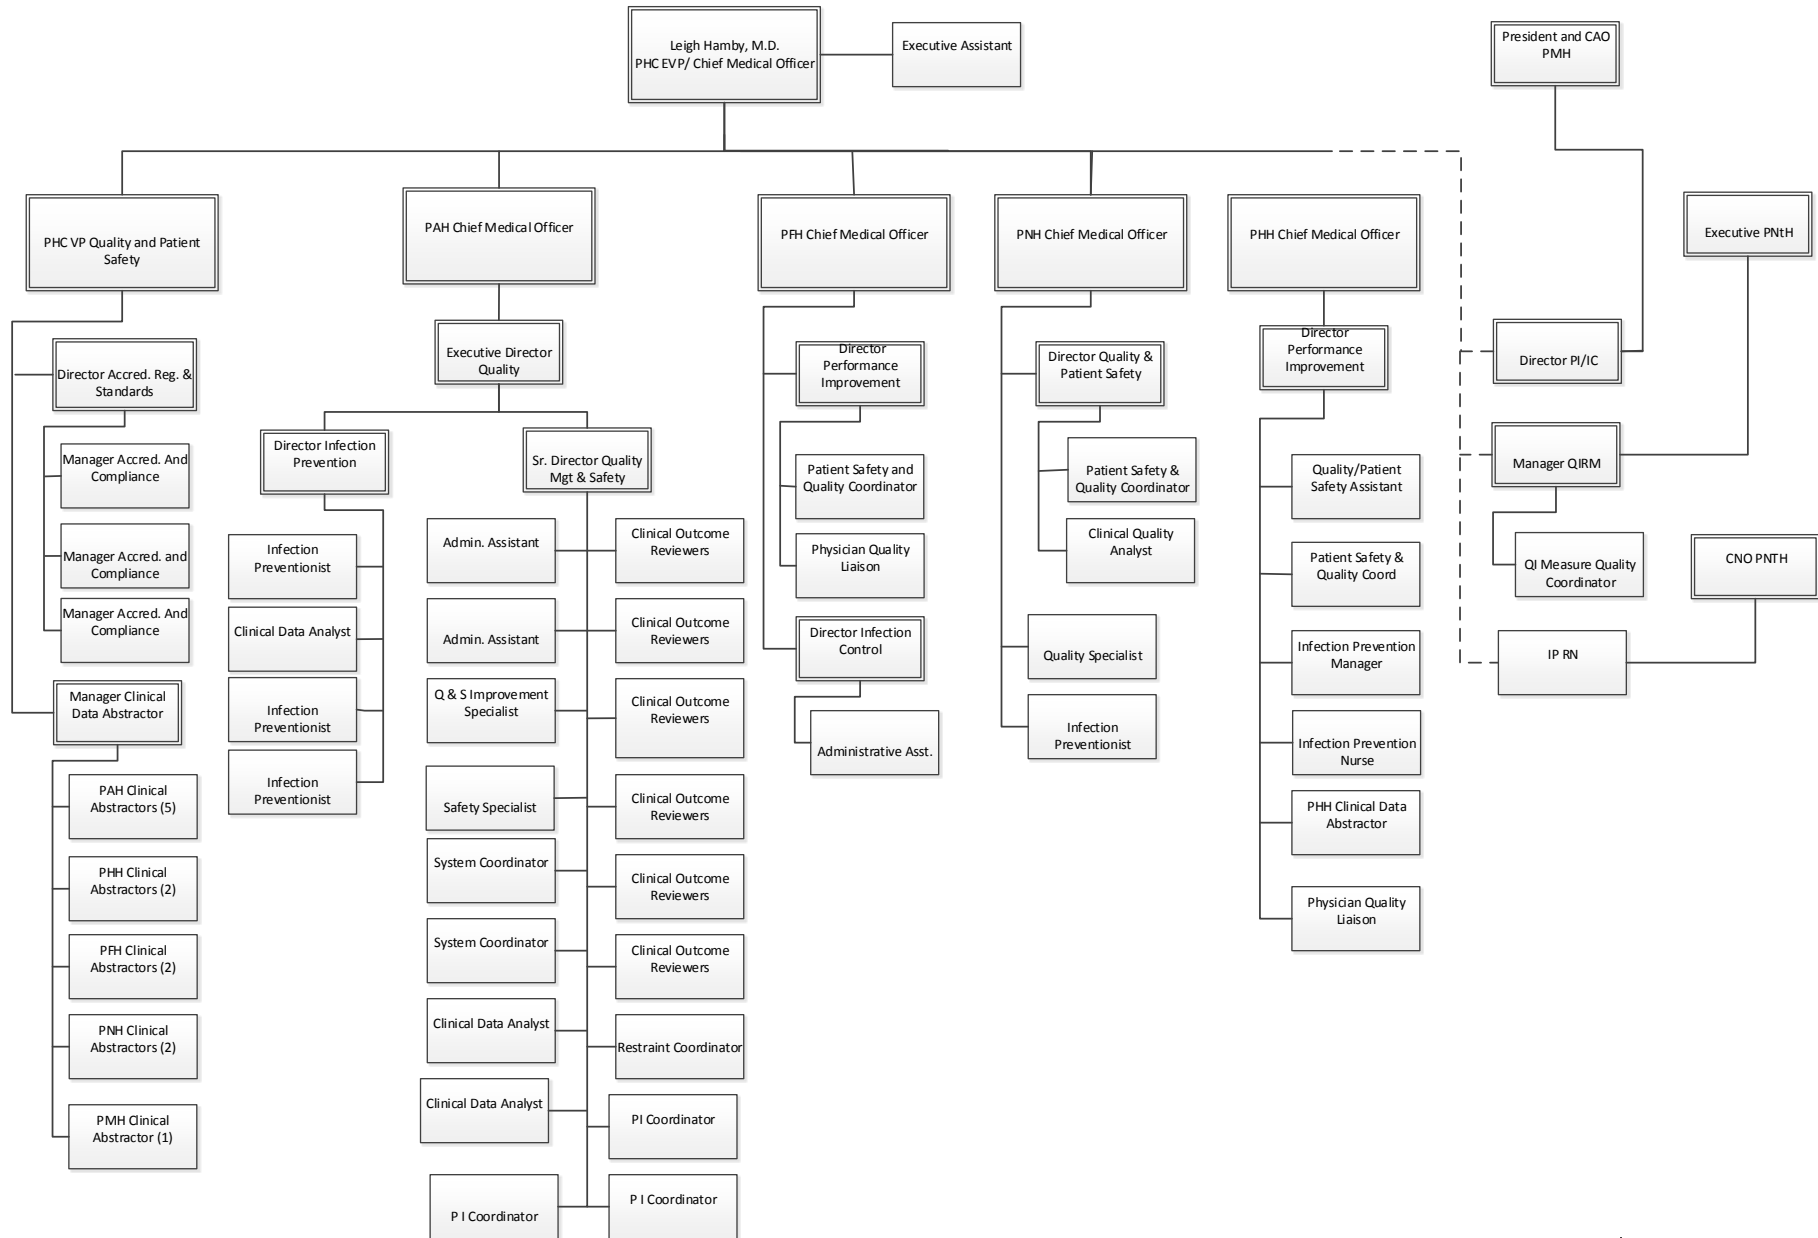 Leigh Hamby, M.D.
PHC EVP/ Chief Medical Officer
Executive Assistant
President and CAO
PMH
PHC VP Quality and Patient
Safety
PAH Chief Medical Officer
PFH Chief Medical Officer
PNH Chief Medical Officer
PHH Chief Medical Officer
Executive PNtH
Director Accred. Reg. &
Standards
Manager Accred. And
Compliance
Manager Accred. and
Compliance
Manager Accred. And
Compliance
Manager Clinical
Data Abstractor
PAH Clinical
Abstractors (5)
PHH Clinical
Abstractors (2)
PFH Clinical
Abstractors (2)
PNH Clinical
Abstractors (2)
PMH Clinical
Abstractor (1)
Executive Director
Quality
Director Infection
Prevention
Infection
Preventionist
Clinical Data Analyst
Infection
Preventionist
Infection
Preventionist
Sr. Director Quality
Mgt & Safety
Admin. Assistant
Admin. Assistant
Q & S Improvement
Specialist
Safety Specialist
System Coordinator
System Coordinator
Clinical Data Analyst
Clinical Data Analyst
P I Coordinator
Clinical Outcome
Reviewers
Clinical Outcome
Reviewers
Clinical Outcome
Reviewers
Clinical Outcome
Reviewers
Clinical Outcome
Reviewers
Clinical Outcome
Reviewers
Restraint Coordinator
PI Coordinator
P I Coordinator
Director
Performance
Improvement
Patient Safety and
Quality Coordinator
Physician Quality
Liaison
Director Infection
Control
Administrative Asst.
Director Quality &
Patient Safety
Patient Safety &
Quality Coordinator
Clinical Quality
Analyst
Quality Specialist
Infection
Preventionist
Director
Performance
Improvement
Quality/Patient
Safety Assistant
Patient Safety &
Quality Coord
Infection Prevention
Manager
Infection Prevention
Nurse
PHH Clinical Data
Abstractor
Physician Quality
Liaison
Director PI/IC
Manager QIRM
QI Measure Quality
Coordinator
CNO PNTH
IP RN